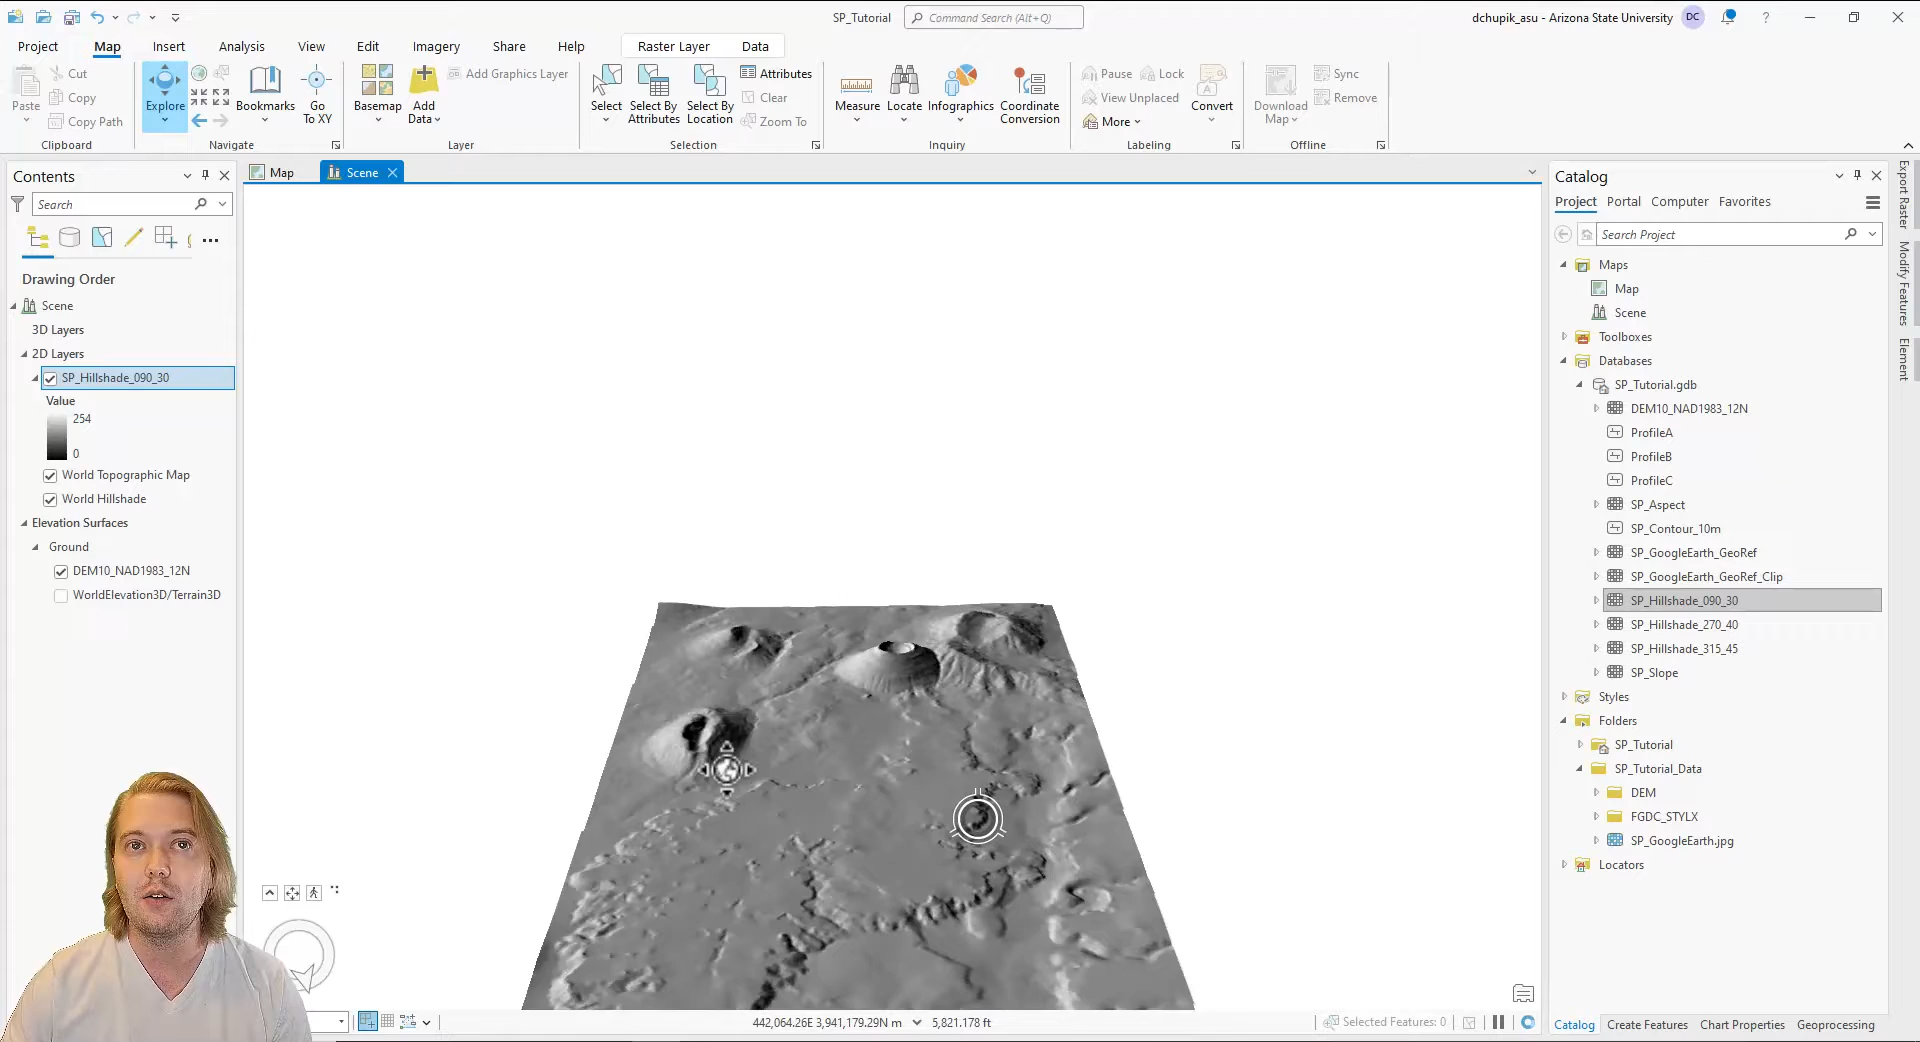 SP_Tutorial
Command Search (Alt+Q)
dchupik_asu - Arizona State University
DC
?
Project
Map
Insert
Analysis
View
Edit
Imagery
Share
Help
Raster Layer
Data
Paste
Cut
Copy
Copy Path
Clipboard
Explore
Bookmarks
Go
To XY
Navigate
Basemap
Add
Data
Add Graphics Layer
Layer
Select
Select By
Attributes
Select By
Location
Attributes
Clear
Zoom To
Selection
Measure
Locate
Infographics
Coordinate
Conversion
Inquiry
Pause
Lock
View Unplaced
More
Convert
Labeling
Download
Map
Sync
Remove
Offline
Contents
Search
Drawing Order
Scene
3D Layers
2D Layers
SP_Hillshade_090_30
Value
254
0
World Topographic Map
World Hillshade
Elevation Surfaces
Ground
DEM10_NAD1983_12N
WorldElevation3D/Terrain3D
Map
Scene
442,064.26E 3,941,179.29N m
5,821.178 ft
Selected Features: 0
Catalog
Project
Portal
Computer
Favorites
Search Project
Maps
Map
Scene
Toolboxes
Databases
SP_Tutorial.gdb
DEM10_NAD1983_12N
ProfileA
ProfileB
ProfileC
SP_Aspect
SP_Contour_10m
SP_GoogleEarth_GeoRef
SP_GoogleEarth_GeoRef_Clip
SP_Hillshade_090_30
SP_Hillshade_270_40
SP_Hillshade_315_45
SP_Slope
Styles
Folders
SP_Tutorial
SP_Tutorial_Data
DEM
FGDC_STYLX
SP_GoogleEarth.jpg
Locators
Catalog
Create Features
Chart Properties
Geoprocessing
Export Raster
Modify Features
Element